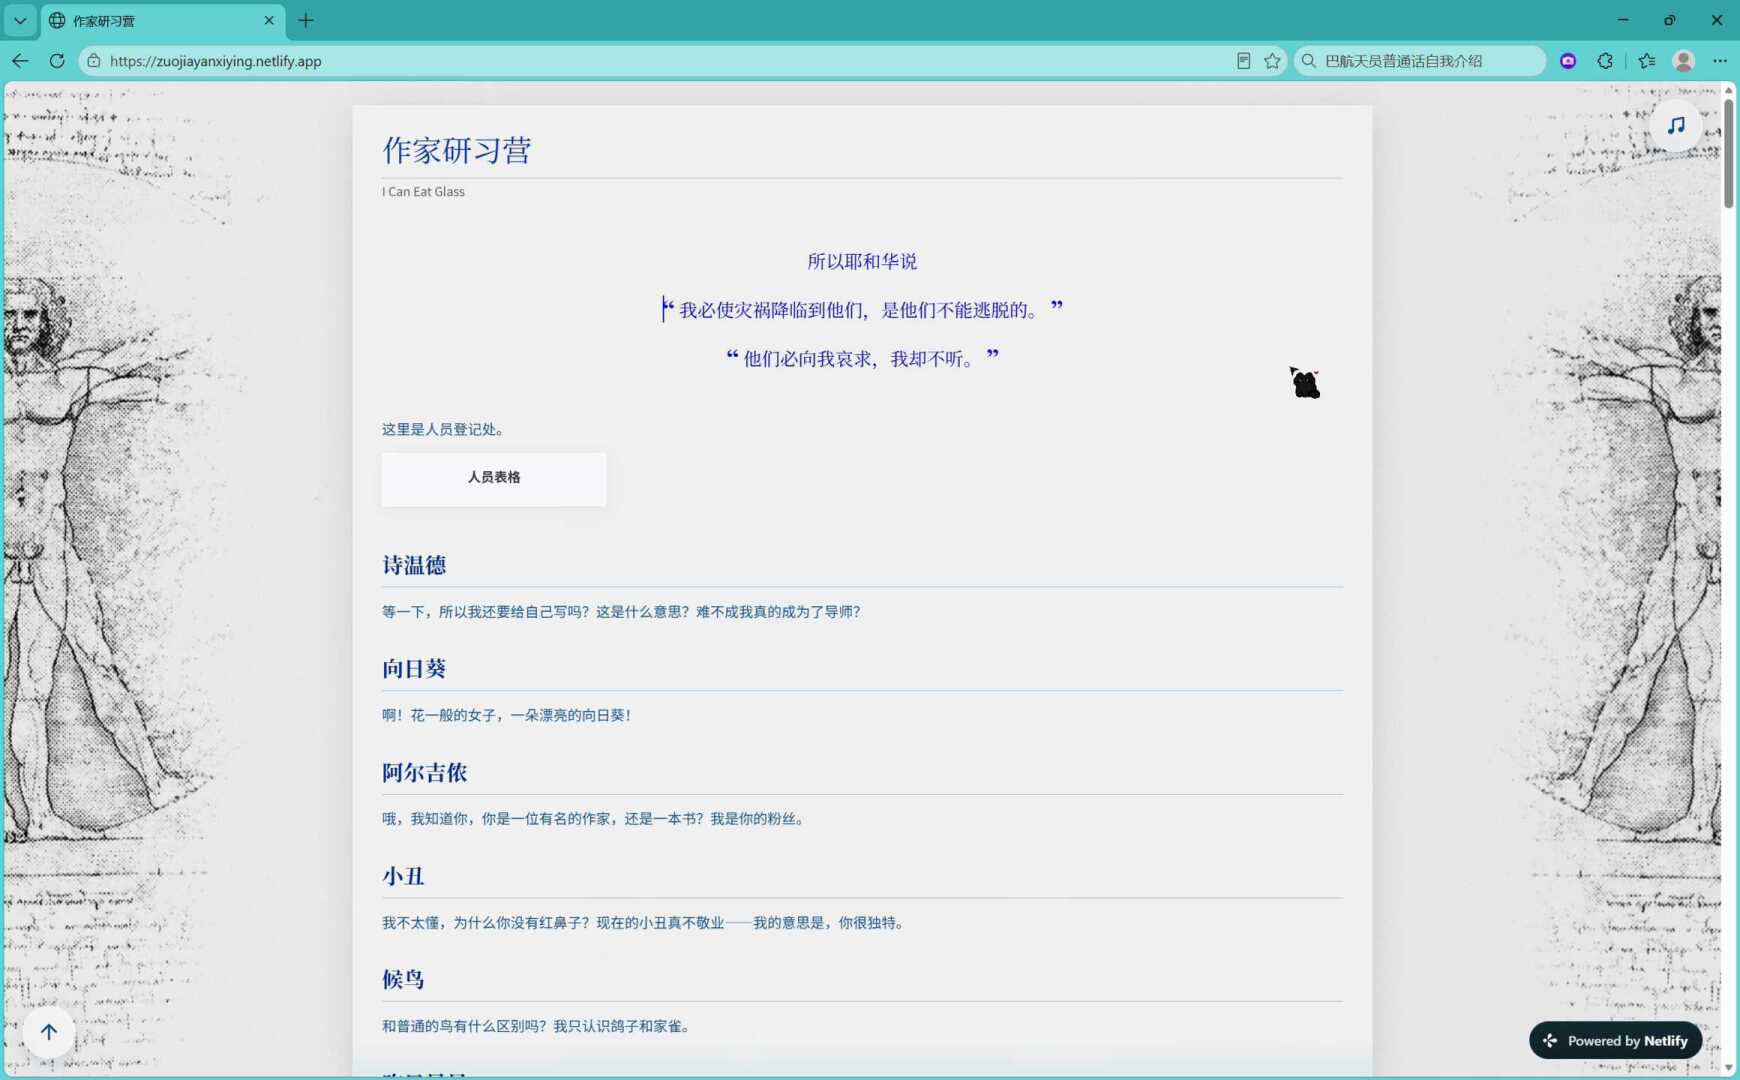 作家研习营
https://zuojiayanxiying.netlify.app
巴航天员普通话自我介绍
作家研习营
I Can Eat Glass
所以耶和华说
“ 我必使灾祸降临到他们，是他们不能逃脱的。 ”
“ 他们必向我哀求，我却不听。 ”
这里是人员登记处。
人员表格
诗温德
等一下，所以我还要给自己写吗？这是什么意思？难不成我真的成为了导师？
向日葵
啊！花一般的女子，一朵漂亮的向日葵！
阿尔吉侬
哦，我知道你，你是一位有名的作家，还是一本书？我是你的粉丝。
小丑
我不太懂，为什么你没有红鼻子？现在的小丑真不敬业——我的意思是，你很独特。
候鸟
和普通的鸟有什么区别吗？我只认识鸽子和家雀。
Powered by Netlify